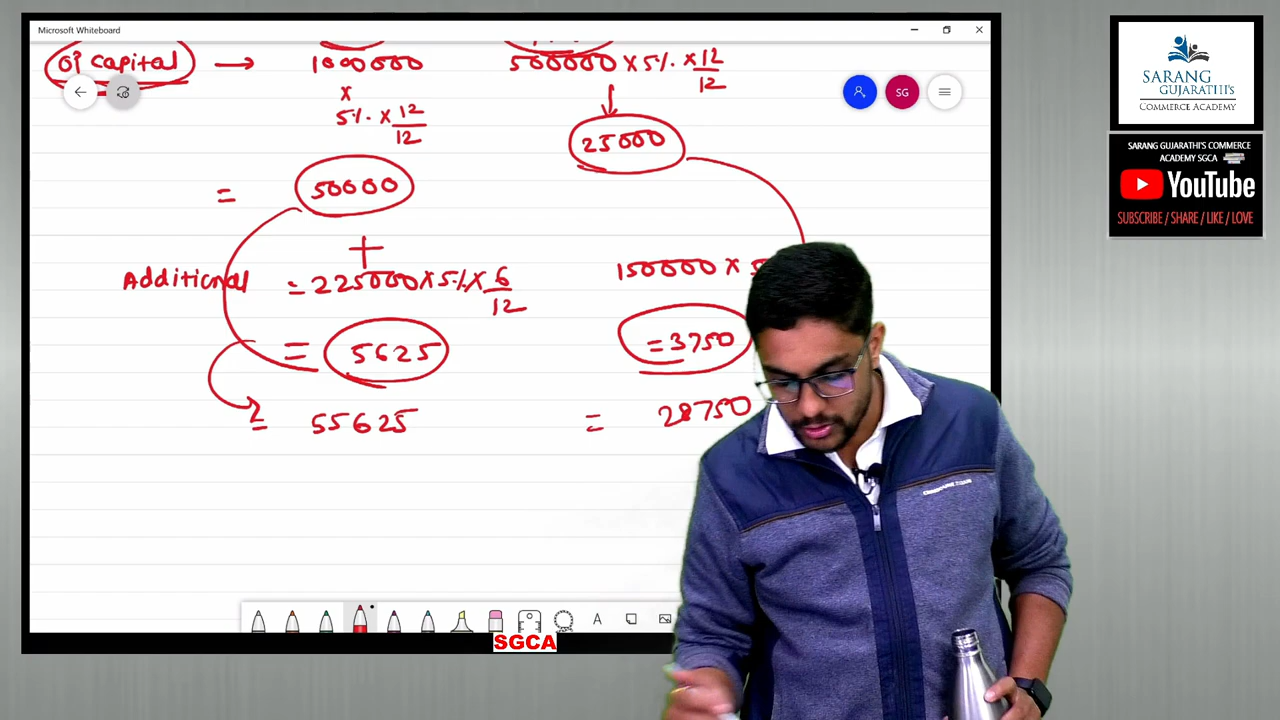 Microsoft Whiteboard
of capital → 1000000
x
5% x 12/12
500000 x 5% x 12/12
25000
= 50000
+
Additional = 225000 x 5% x 6/12
150000 x 5
= 5625
= 3750
= 55625
= 28750
SG
A
SGCA
SARANG
GUJARATHI'S
COMMERCE ACADEMY
SARANG GUJARATHI'S COMMERCE
ACADEMY SGCA
YouTube
SUBSCRIBE / SHARE / LIKE / LOVE